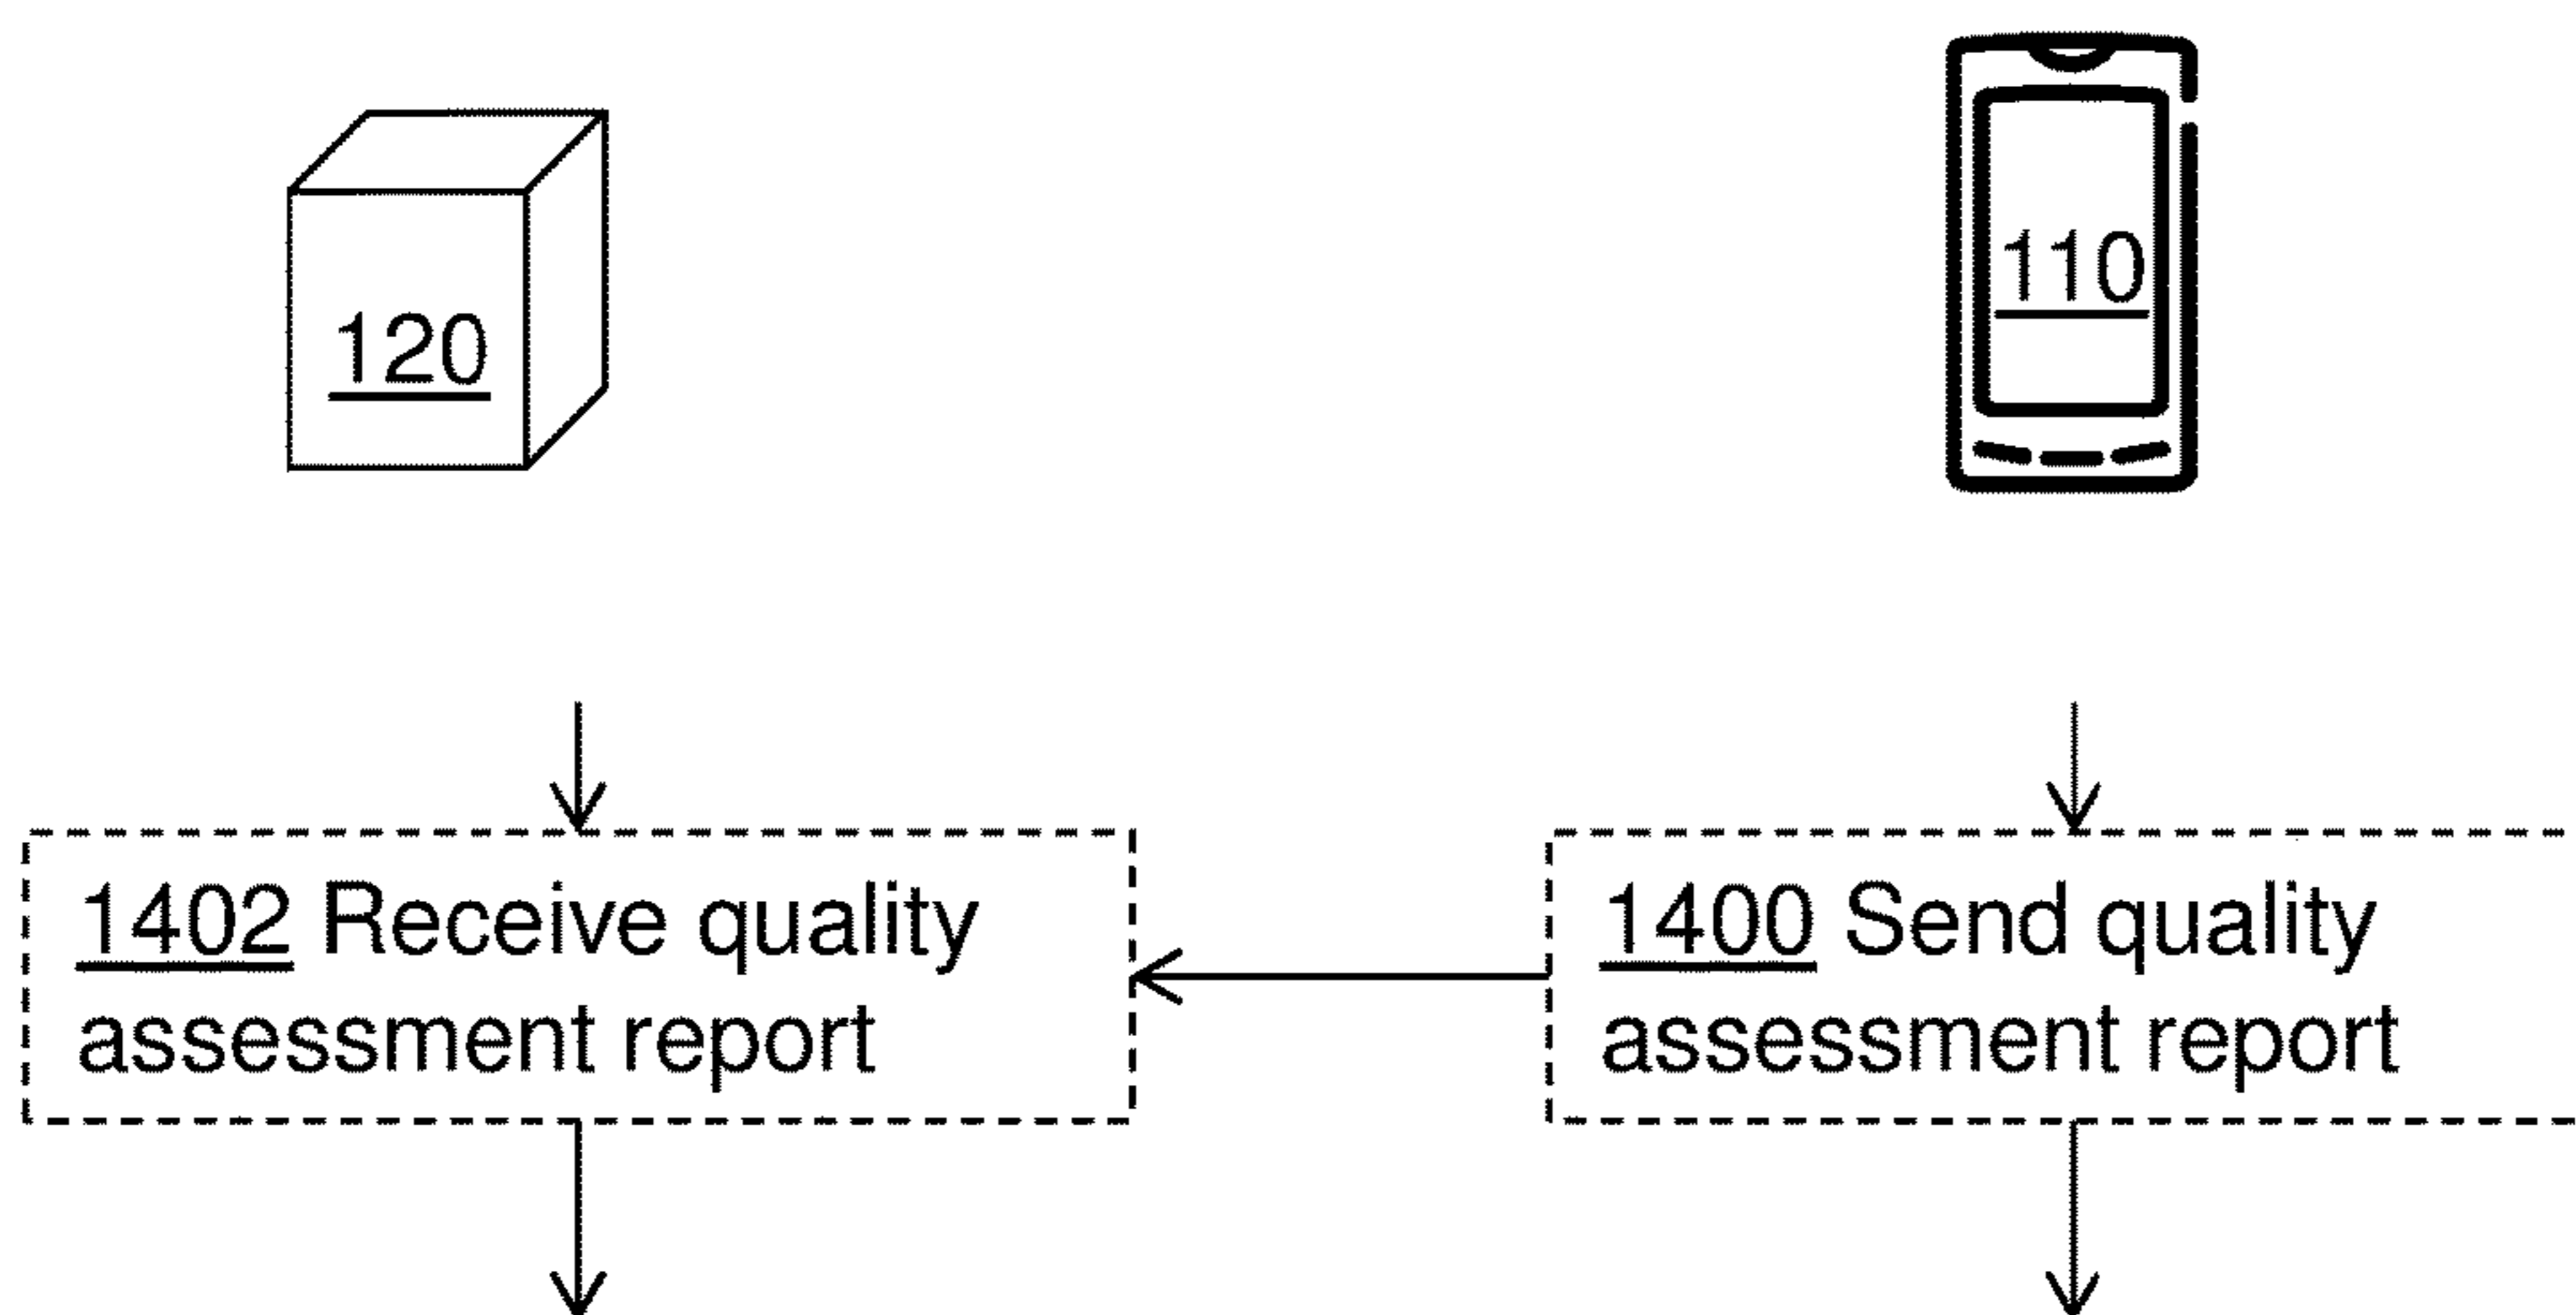 120
110
1402 Receive quality
assessment report
1400 Send quality
assessment report